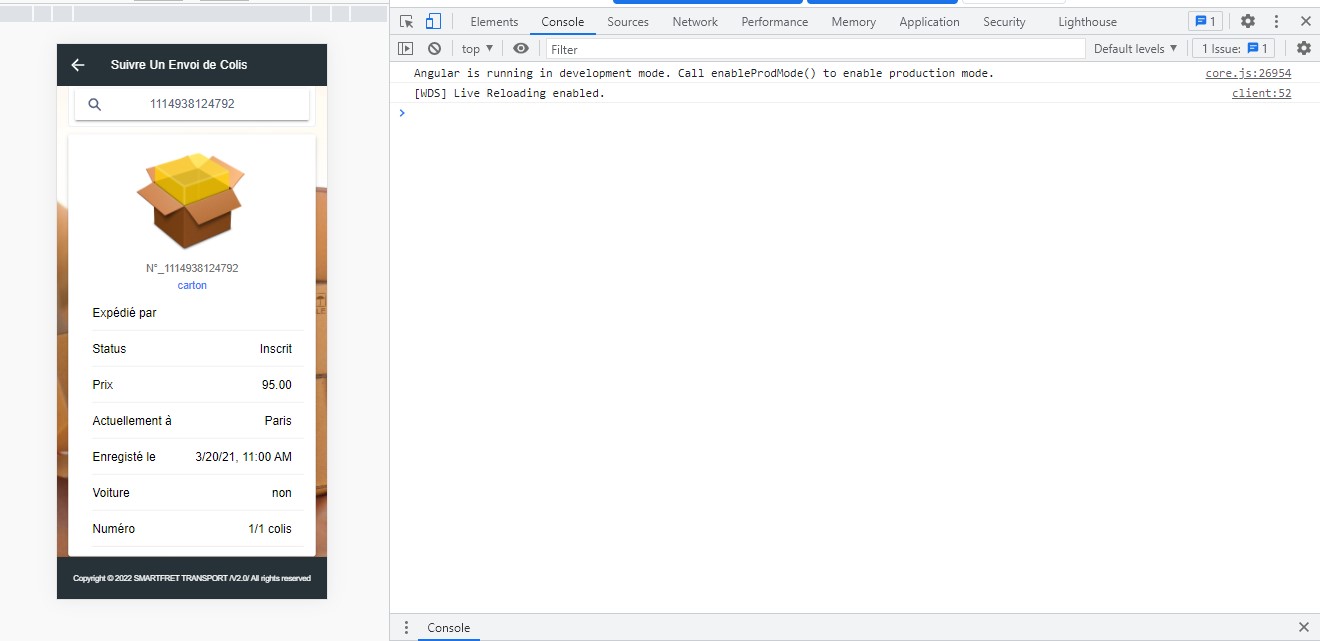 Suivre Un Envoi de Colis
1114938124792
N°_1114938124792
carton
Expédié par
Status Inscrit
Prix 95.00
Actuellement à Paris
Enregisté le 3/20/21, 11:00 AM
Voiture non
Numéro 1/1 colis
Copyright © 2022 SMARTFRET TRANSPORT /V2.0/ All rights reserved
Elements Console Sources Network Performance Memory Application Security Lighthouse 1
top ▼ Filter Default levels ▼ 1 Issue: 1
Angular is running in development mode. Call enableProdMode() to enable production mode. core.js:26954
[WDS] Live Reloading enabled. client:52
Console